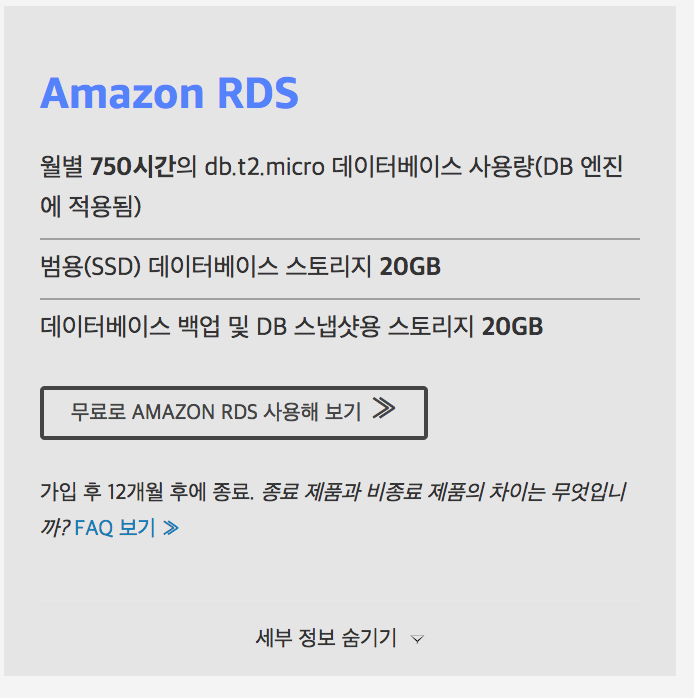 Amazon RDS
월별 750시간의 db.t2.micro 데이터베이스 사용량(DB 엔진
에 적용됨)
범용(SSD) 데이터베이스 스토리지 20GB
데이터베이스 백업 및 DB 스냅샷용 스토리지 20GB
무료로 AMAZON RDS 사용해 보기 ≫
가입 후 12개월 후에 종료. 종료 제품과 비종료 제품의 차이는 무엇입니
까? FAQ 보기 ≫
세부 정보 숨기기